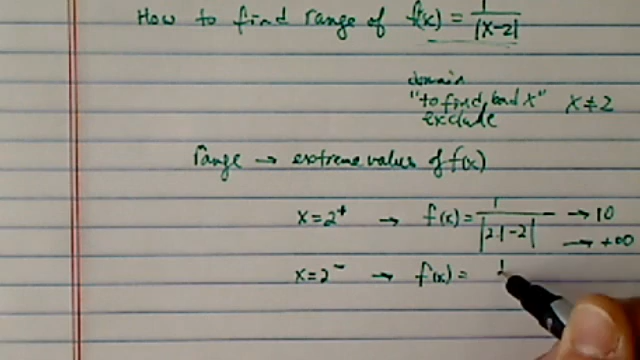 How to find range of f(x) = 1/|x-2|
domain
"to find bad x" x ≠ 2
exclude
range → extreme values of f(x)
x = 2⁺ → f(x) = 1/|2.1-2| → 10
→ +∞
x = 2⁻ → f(x) = 1